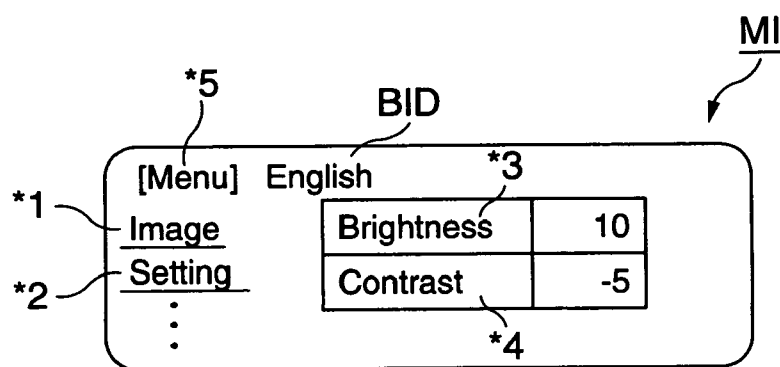 MI
*5
BID
[Menu] English
*3
*1
Image
Brightness 10
*2
Setting
Contrast -5
*4